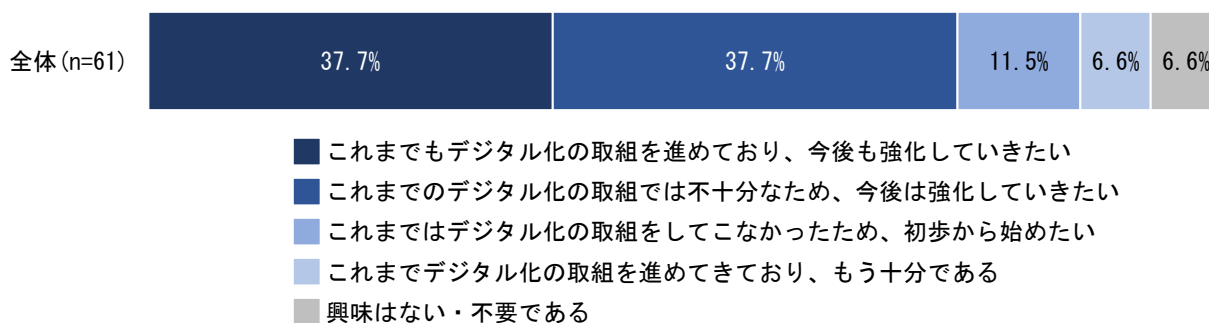 全体(n=61) 37.7% 37.7% 11.5% 6.6% 6.6%
これまでもデジタル化の取組を進めており、今後も強化していきたい
これまでのデジタル化の取組では不十分なため、今後は強化していきたい
これまではデジタル化の取組をしてこなかったため、初歩から始めたい
これまでデジタル化の取組を進めてきており、もう十分である
興味はない・不要である